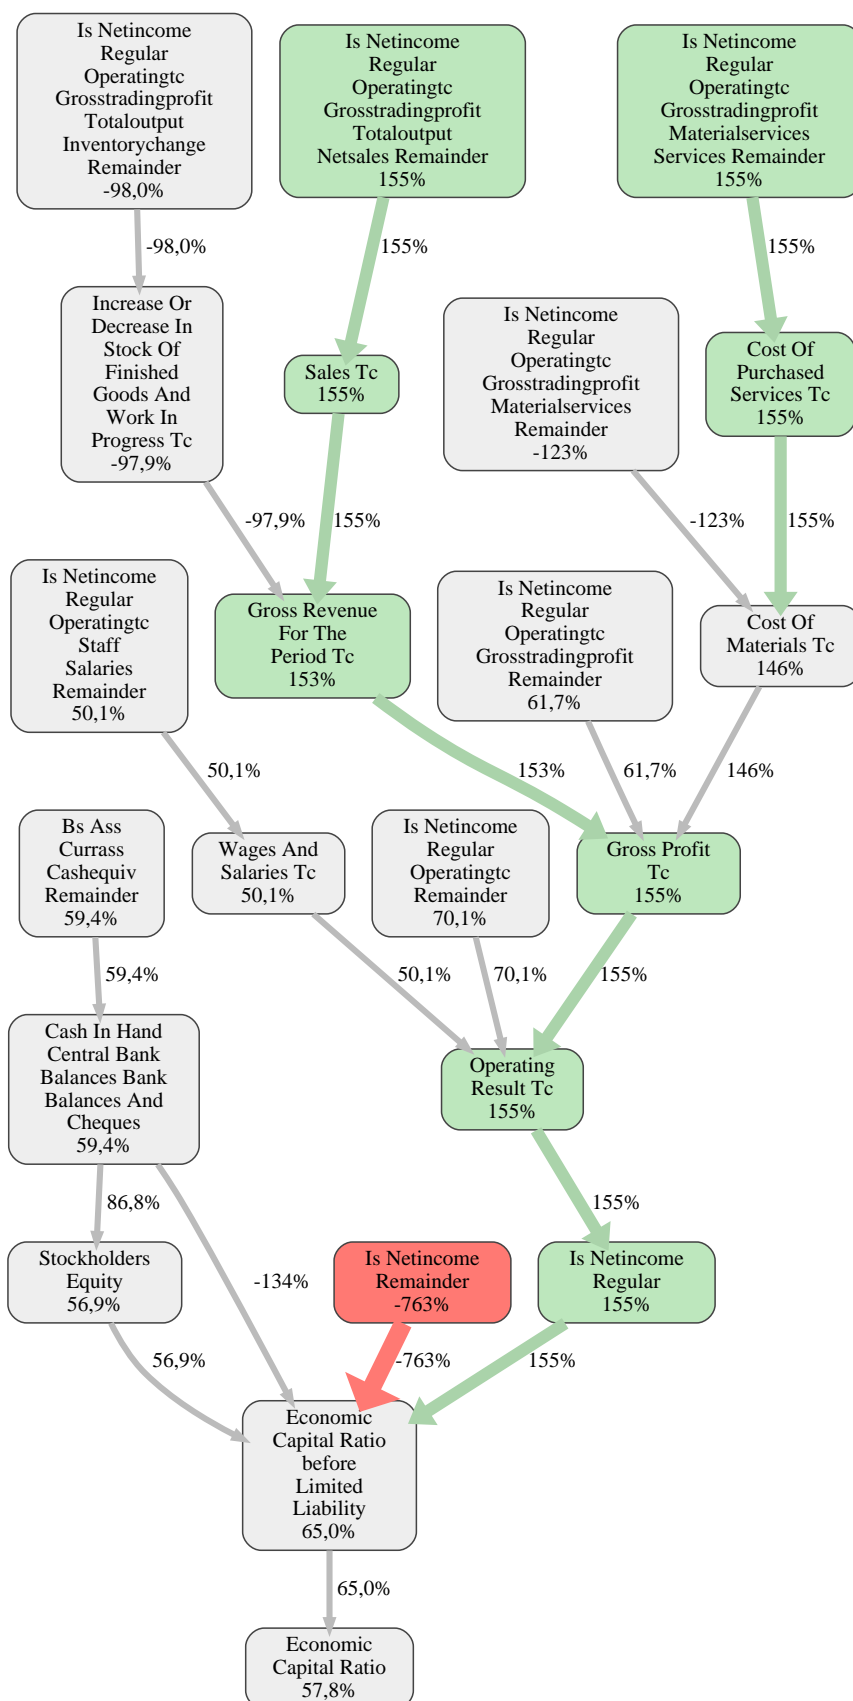 Is Netincome
Regular
Operatingtc
Grosstradingprofit
Totaloutput
Inventorychange
Remainder
-98,0%
Is Netincome
Regular
Operatingtc
Grosstradingprofit
Totaloutput
Netsales Remainder
155%
Is Netincome
Regular
Operatingtc
Grosstradingprofit
Materialservices
Services Remainder
155%
-98,0%
155%
155%
Increase Or
Decrease In
Stock Of
Finished
Goods And
Work In
Progress Tc
-97,9%
Sales Tc
155%
Is Netincome
Regular
Operatingtc
Grosstradingprofit
Materialservices
Remainder
-123%
Cost Of
Purchased
Services Tc
155%
-97,9%
155%
-123%
155%
Is Netincome
Regular
Operatingtc
Staff
Salaries
Remainder
50,1%
Gross Revenue
For The
Period Tc
153%
Is Netincome
Regular
Operatingtc
Grosstradingprofit
Remainder
61,7%
Cost Of
Materials Tc
146%
50,1%
153%
61,7%
146%
Bs Ass
Currass
Cashequiv
Remainder
59,4%
Wages And
Salaries Tc
50,1%
Is Netincome
Regular
Operatingtc
Remainder
70,1%
Gross Profit
Tc
155%
59,4%
50,1%
70,1%
155%
Cash In Hand
Central Bank
Balances Bank
Balances And
Cheques
59,4%
Operating
Result Tc
155%
86,8%
-134%
155%
Stockholders
Equity
56,9%
Is Netincome
Remainder
-763%
Is Netincome
Regular
155%
56,9%
-763%
155%
Economic
Capital Ratio
before
Limited
Liability
65,0%
65,0%
Economic
Capital Ratio
57,8%